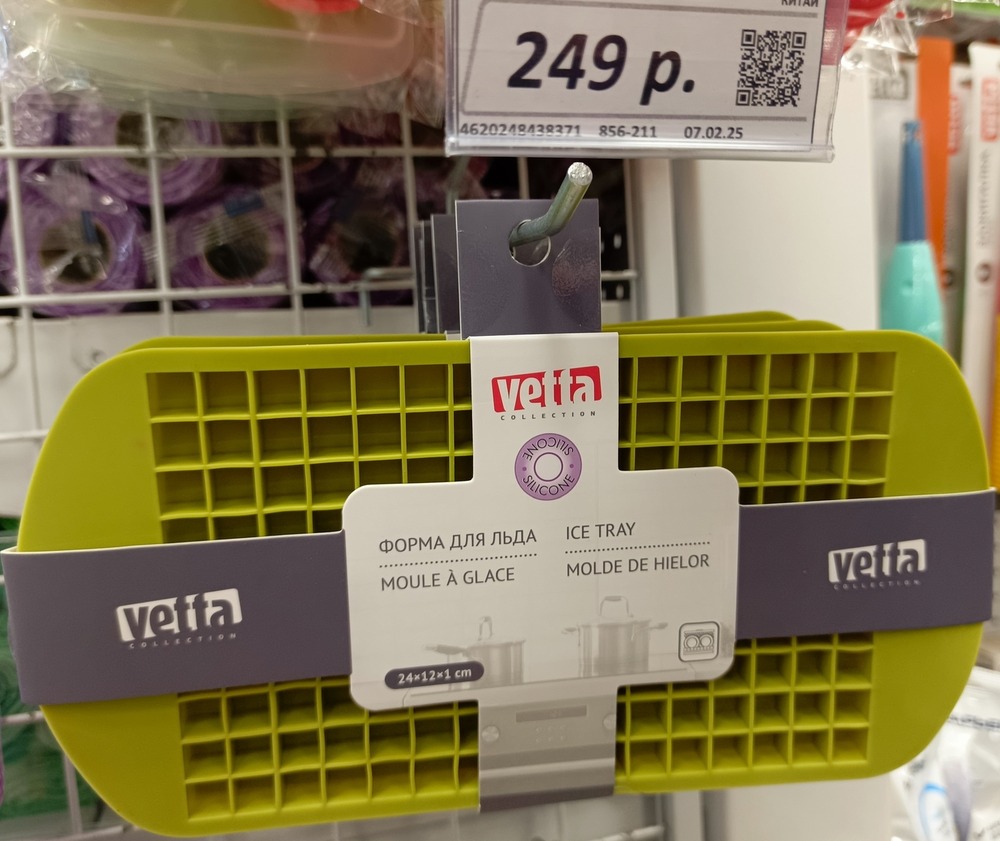 КИТАЙ
249 р.
4620248438371 856-211 07.02.25
vetta
COLLECTION
SILICONE
SILICONE
ФОРМА ДЛЯ ЛЬДА
MOULE À GLACE
ICE TRAY
MOLDE DE HIELOR
24×12×1 cm
vetta
COLLECTION
vetta
COLLECTION